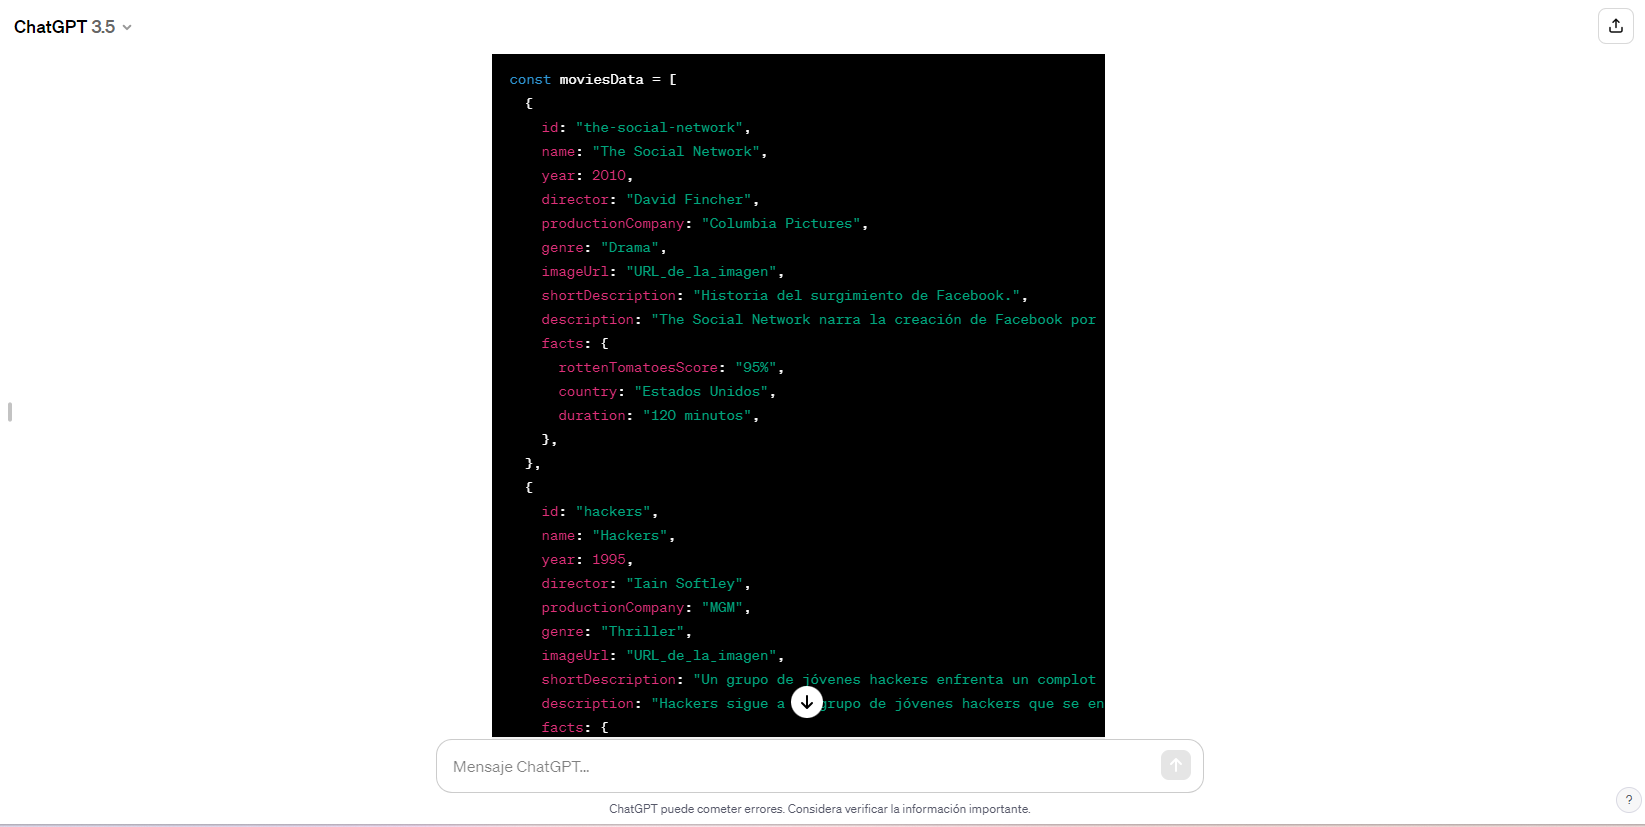 ChatGPT 3.5
const moviesData = [
{
id: "the-social-network",
name: "The Social Network",
year: 2010,
director: "David Fincher",
productionCompany: "Columbia Pictures",
genre: "Drama",
imageUrl: "URL_de_la_imagen",
shortDescription: "Historia del surgimiento de Facebook.",
description: "The Social Network narra la creación de Facebook por
facts: {
rottenTomatoesScore: "95%",
country: "Estados Unidos",
duration: "120 minutos",
},
},
{
id: "hackers",
name: "Hackers",
year: 1995,
director: "Iain Softley",
productionCompany: "MGM",
genre: "Thriller",
imageUrl: "URL_de_la_imagen",
shortDescription: "Un grupo de jóvenes hackers enfrenta un complot
description: "Hackers sigue a grupo de jóvenes hackers que se en
facts: {
Mensaje ChatGPT...
ChatGPT puede cometer errores. Considera verificar la información importante.
?